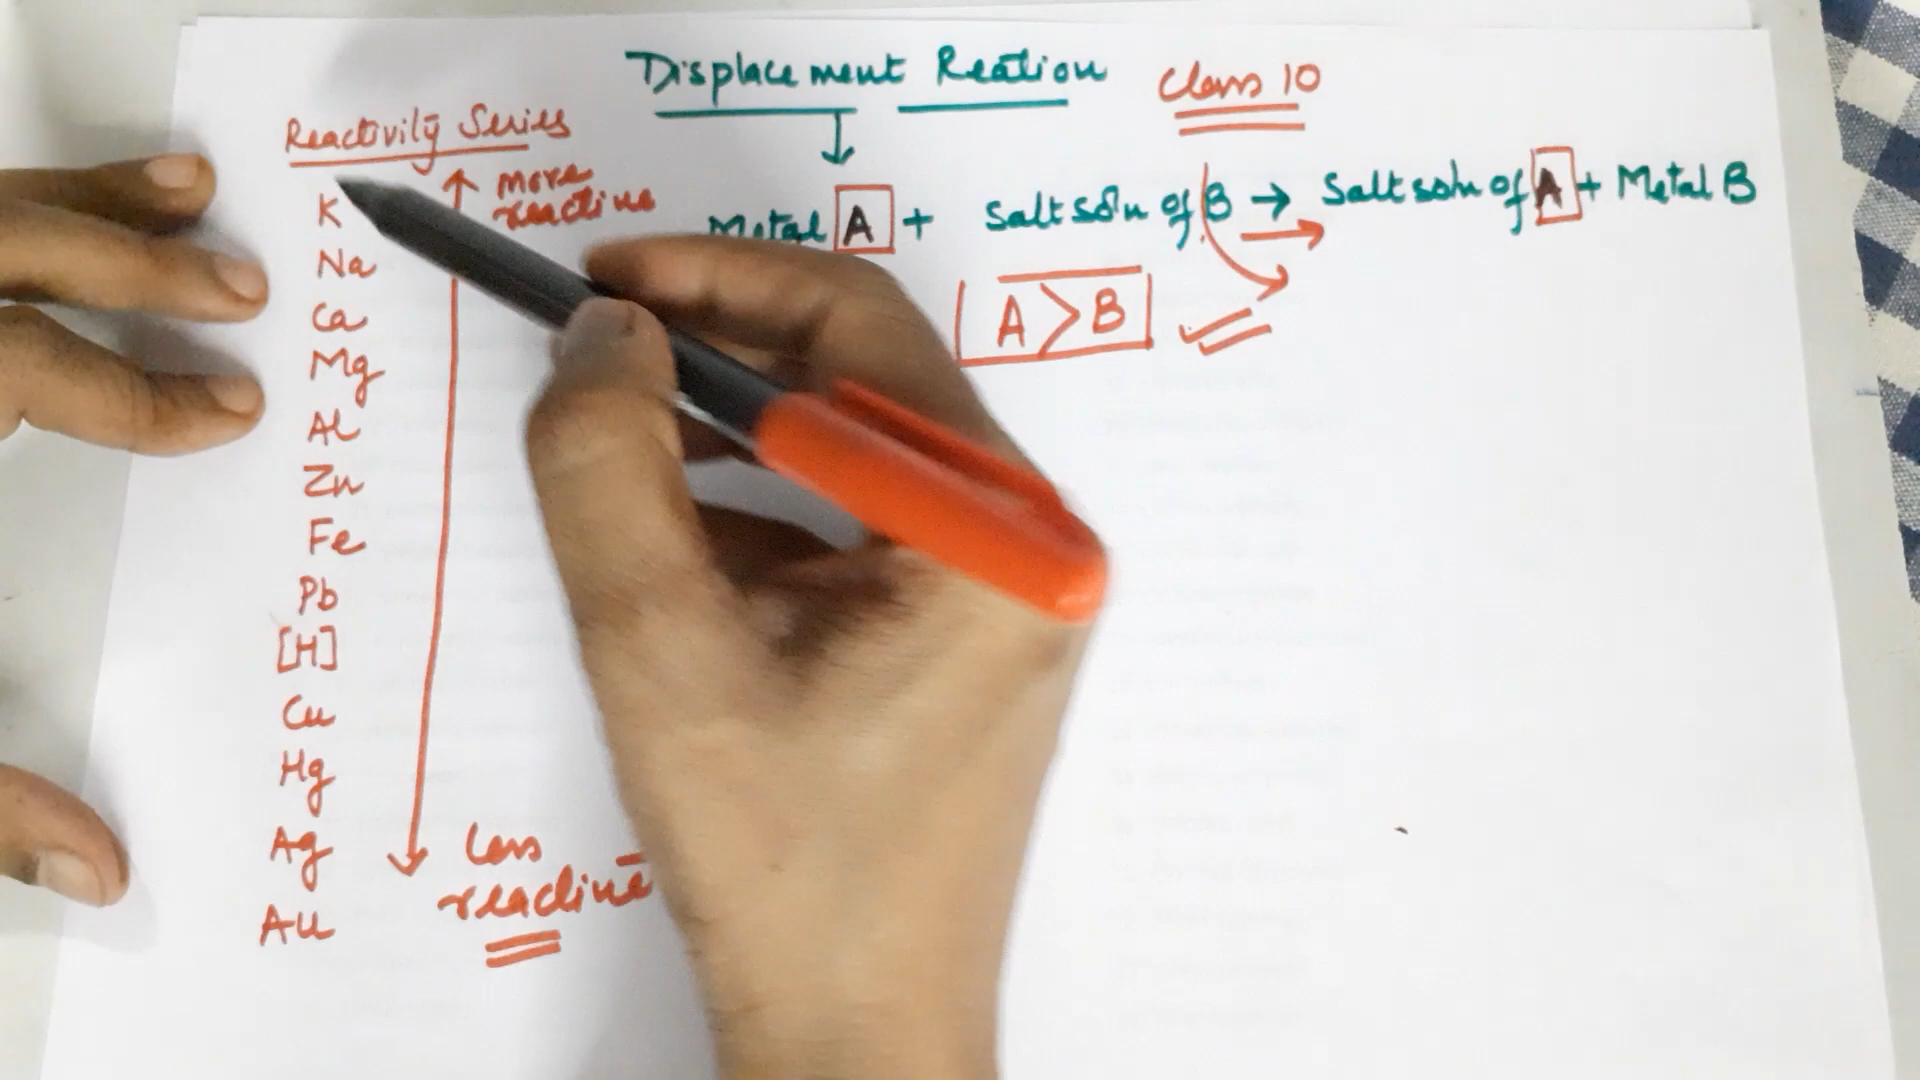 Displacement Reation Class 10
Reactivity Series
more
reactive
K
Na
Ca
Mg
Al
Zn
Fe
Pb
[H]
Cu
Hg
Ag
Au
Less
reactive
Metal A + Salt soln of B → Salt soln of A + Metal B
A > B